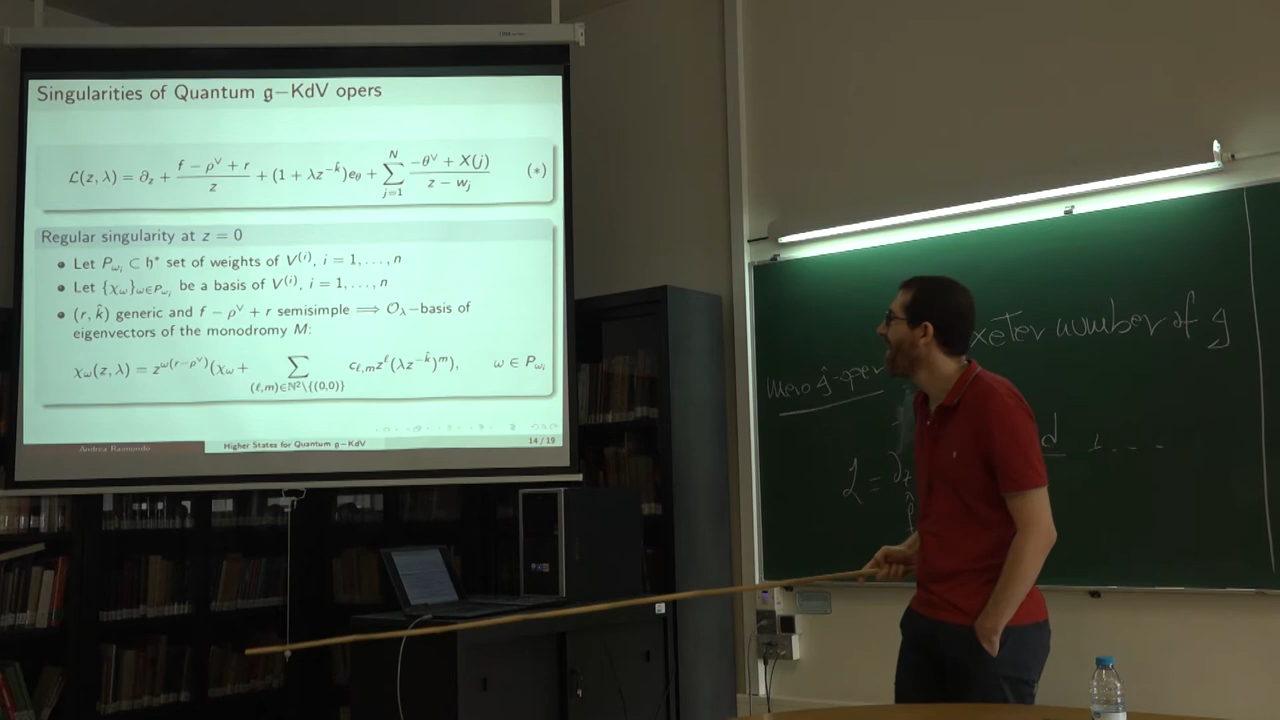 Singularities of Quantum 𝔤−KdV opers
ℒ(z, λ) = ∂_z + (f − ρ^∨ + r)/z + (1 + λz^{−k̂})e_θ + ∑_{j=1}^{N} (−θ^∨ + X(j))/(z − w_j) (∗)
Regular singularity at z = 0
• Let P_{ω_i} ⊂ 𝔥* set of weights of V^{(i)}, i = 1, . . . , n
• Let {χ_ω}_{ω∈P_{ω_i}} be a basis of V^{(i)}, i = 1, . . . , n
• (r, k̂) generic and f − ρ^∨ + r semisimple ⟹ 𝒪_λ−basis of
eigenvectors of the monodromy M:
χ_ω(z, λ) = z^{ω(r−ρ^∨)}(χ_ω + ∑_{(ℓ,m)∈ℕ²\{(0,0)}} c_{ℓ,m}z^ℓ(λz^{−k̂})^m), ω ∈ P_{ω_i}
Andrea Raimondo Higher States for Quantum 𝔤−KdV 14 / 19
xeter number of g
Mero ĝ-oper
ℒ = ∂_z